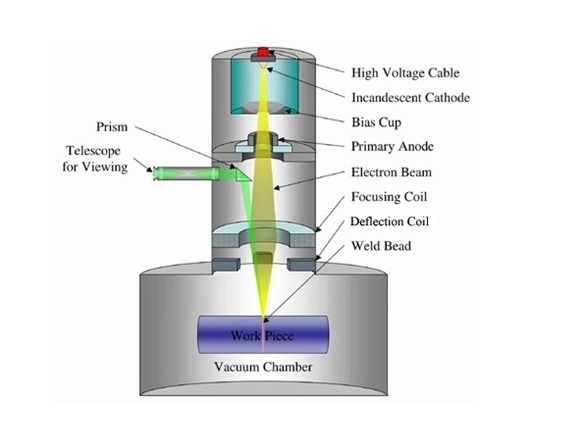 High Voltage Cable
Incandescent Cathode
Bias Cup
Prism
Primary Anode
Telescope
for Viewing
Electron Beam
Focusing Coil
Deflection Coil
Weld Bead
Work Piece
Vacuum Chamber